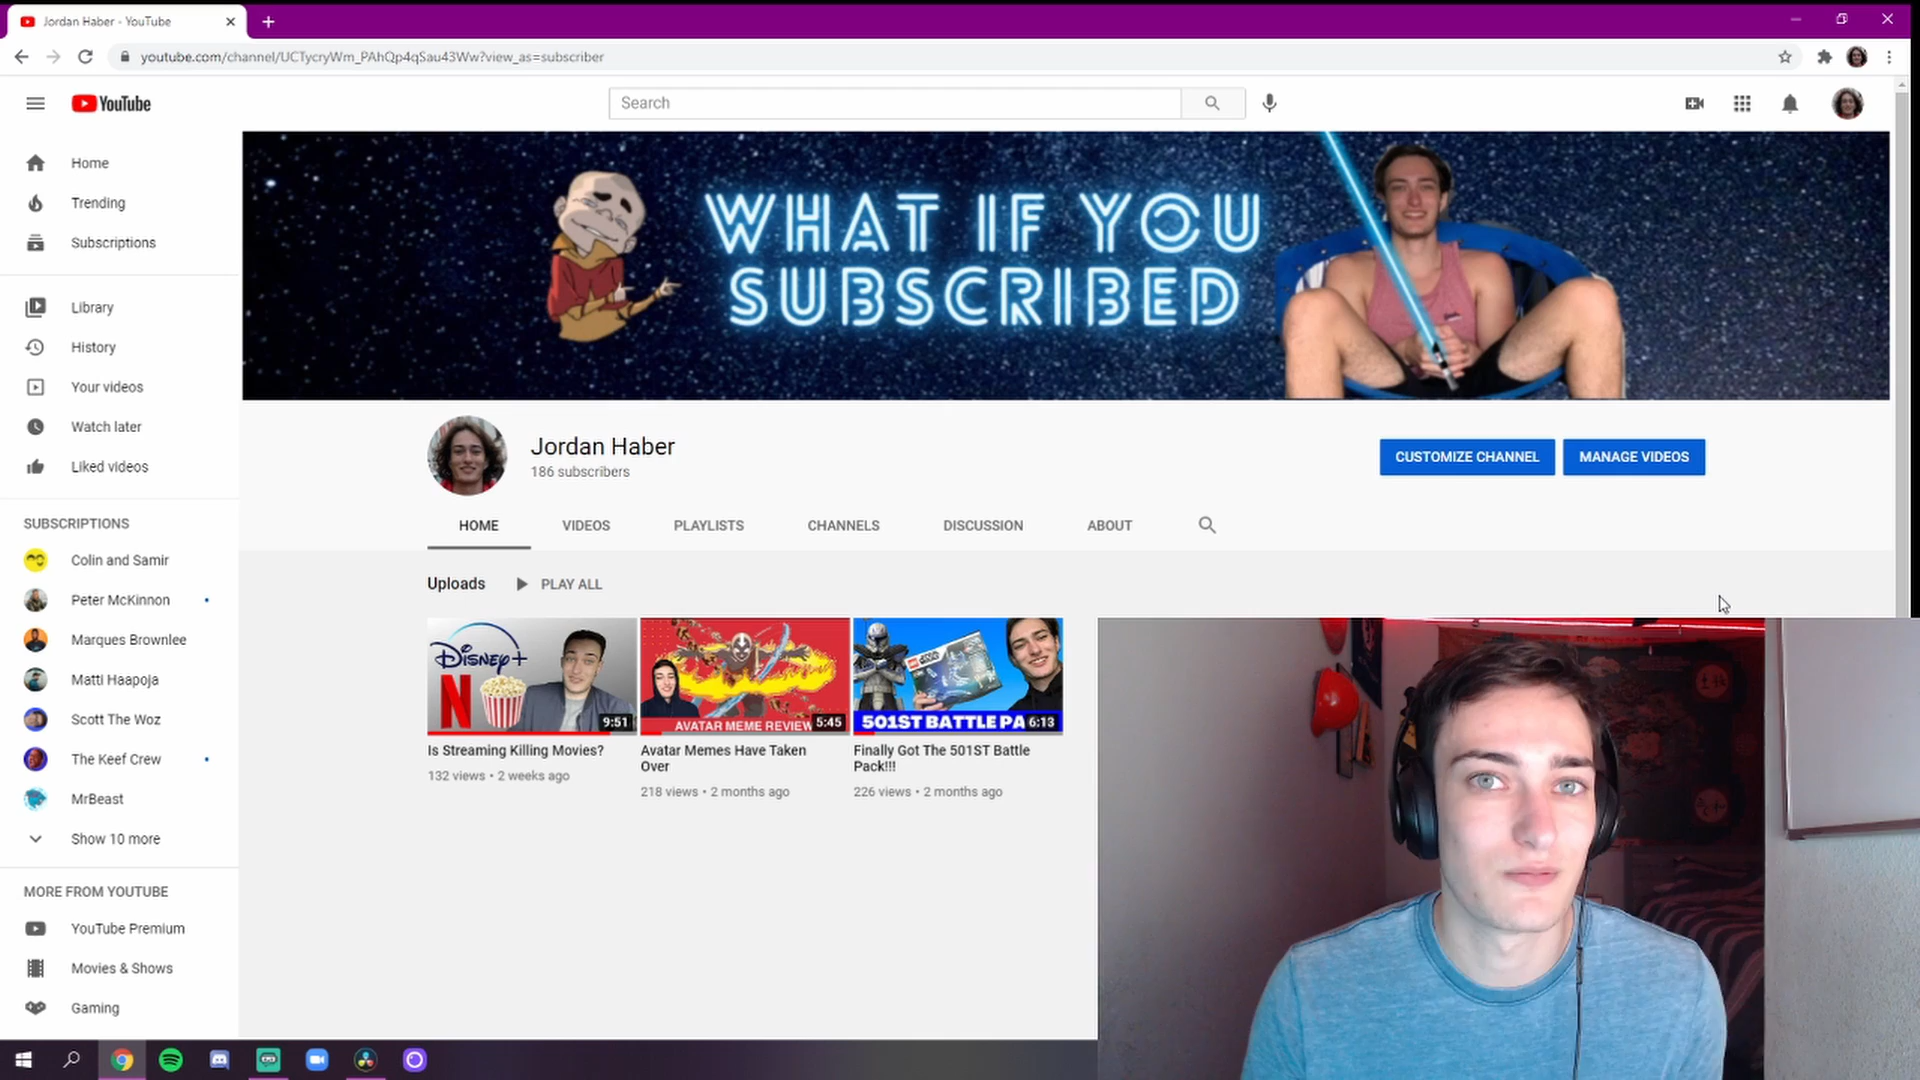 Jordan Haber - YouTube
youtube.com/channel/UCTycryWm_PAhQp4qSau43Ww?view_as=subscriber
YouTube
Search
Home
Trending
Subscriptions
Library
History
Your videos
Watch later
Liked videos
SUBSCRIPTIONS
Colin and Samir
Peter McKinnon
Marques Brownlee
Matti Haapoja
Scott The Woz
The Keef Crew
MrBeast
Show 10 more
MORE FROM YOUTUBE
YouTube Premium
Movies & Shows
Gaming
WHAT IF YOU
SUBSCRIBED
Jordan Haber
186 subscribers
CUSTOMIZE CHANNEL
MANAGE VIDEOS
HOME VIDEOS PLAYLISTS CHANNELS DISCUSSION ABOUT
Uploads PLAY ALL
Disney+
N
9:51
Is Streaming Killing Movies?
132 views • 2 weeks ago
AVATAR MEME REVIEW
5:45
Avatar Memes Have Taken
Over
218 views • 2 months ago
501ST BATTLE PA
6:13
Finally Got The 501ST Battle
Pack!!!
226 views • 2 months ago